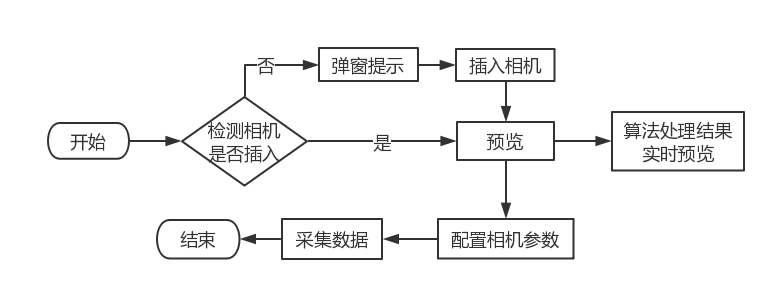 否
弹窗提示
插入相机
开始
检测相机
是否插入
是
预览
算法处理结果
实时预览
结束
采集数据
配置相机参数